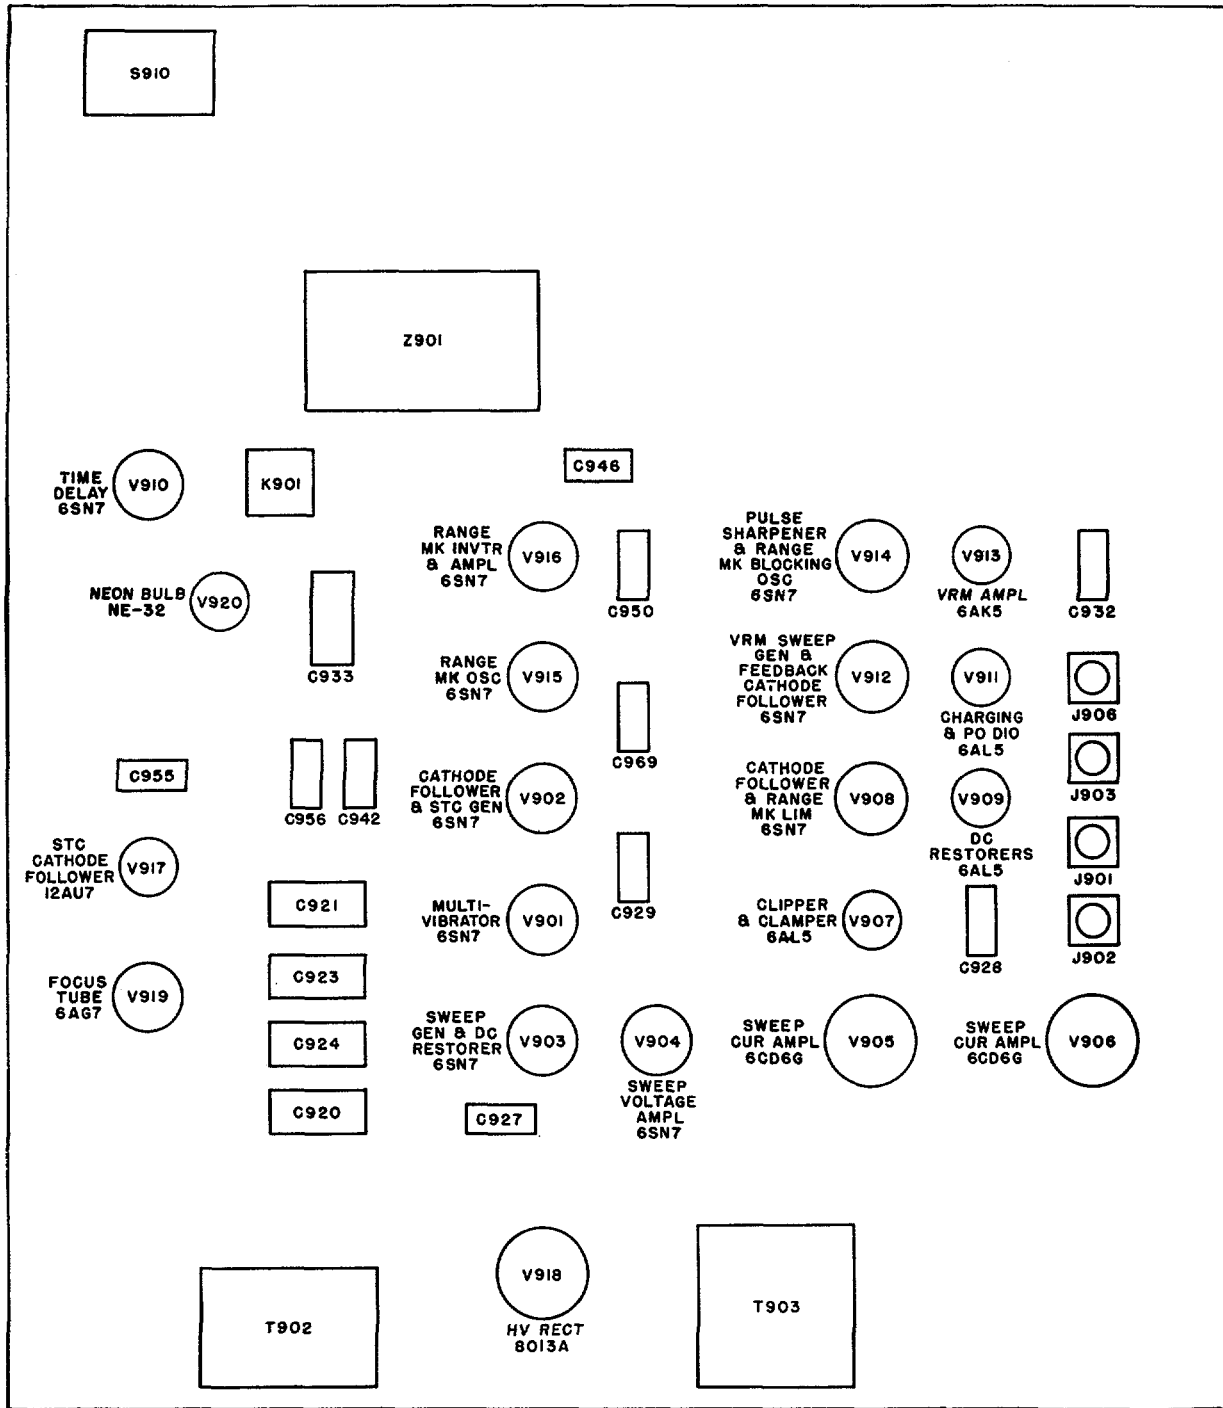 S910
Z901
TIME
DELAY
6SN7
V910
K901
C946
RANGE
MK INVTR
& AMPL
6SN7
V916
C950
PULSE
SHARPENER
& RANGE
MK BLOCKING
OSC
6SN7
V914
V913
VRM AMPL
6AK5
C932
NEON BULB
NE-32
V920
C933
RANGE
MK OSC
6SN7
V915
C969
VRM SWEEP
GEN &
FEEDBACK
CATHODE
FOLLOWER
6SN7
V912
V911
CHARGING
& PO DIO
6AL5
J906
J903
C955
C956
C942
CATHODE
FOLLOWER
& STC GEN
6SN7
V902
CATHODE
FOLLOWER
& RANGE
MK LIM
6SN7
V908
V909
DC
RESTORERS
6AL5
J901
STC
CATHODE
FOLLOWER
12AU7
V917
C921
MULTI-
VIBRATOR
6SN7
V901
C929
CLIPPER
& CLAMPER
6AL5
V907
C928
J902
FOCUS
TUBE
6AG7
V919
C923
C924
C920
SWEEP
GEN & DC
RESTORER
6SN7
V903
V904
SWEEP
VOLTAGE
AMPL
6SN7
SWEEP
CUR AMPL
6CD6G
V905
SWEEP
CUR AMPL
6CD6G
V906
C927
T902
V918
HV RECT
8013A
T903